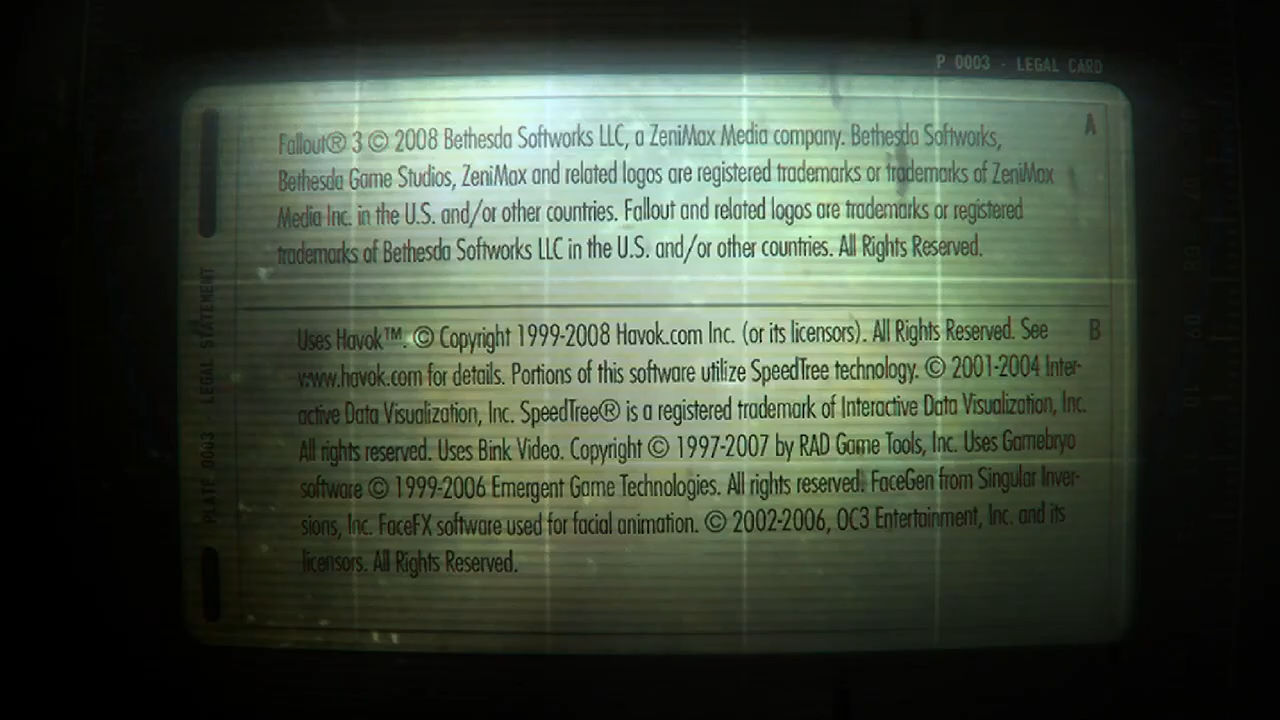 P 0003 - LEGAL CARD
A
Fallout® 3 © 2008 Bethesda Softworks LLC, a ZeniMax Media company. Bethesda Softworks,
Bethesda Game Studios, ZeniMax and related logos are registered trademarks or trademarks of ZeniMax
Media Inc. in the U.S. and/or other countries. Fallout and related logos are trademarks or registered
trademarks of Bethesda Softworks LLC in the U.S. and/or other countries. All Rights Reserved.
B
Uses Havok™. © Copyright 1999-2008 Havok.com Inc. (or its licensors). All Rights Reserved. See
www.havok.com for details. Portions of this software utilize SpeedTree technology. © 2001-2004 Inter-
active Data Visualization, Inc. SpeedTree® is a registered trademark of Interactive Data Visualization, Inc.
All rights reserved. Uses Bink Video. Copyright © 1997-2007 by RAD Game Tools, Inc. Uses Gamebryo
software © 1999-2006 Emergent Game Technologies. All rights reserved. FaceGen from Singular Inver-
sions, Inc. FaceFX software used for facial animation. © 2002-2006, OC3 Entertainment, Inc. and its
licensors. All Rights Reserved.
PLATE 0003 - LEGAL STATEMENT